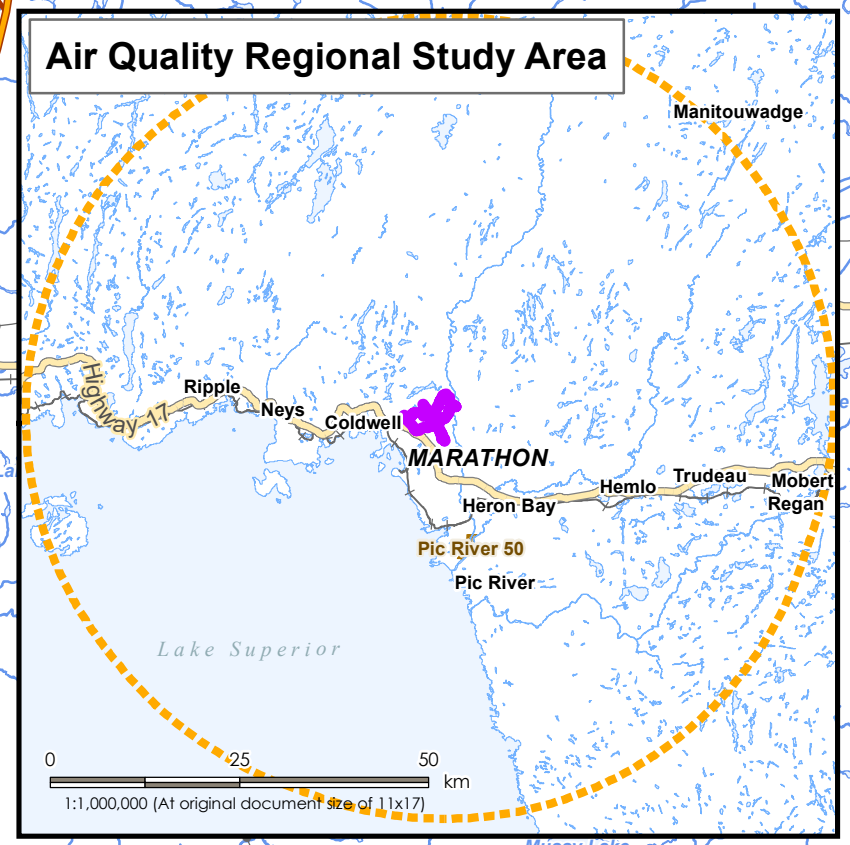 Air Quality Regional Study Area
Manitouwadge
Highway 17
Ripple
Neys
Coldwell
MARATHON
Hemlo
Trudeau
Mobert
Heron Bay
Regan
Pic River 50
Pic River
Lake Superior
0 25 50
km
1:1,000,000 (At original document size of 11x17)